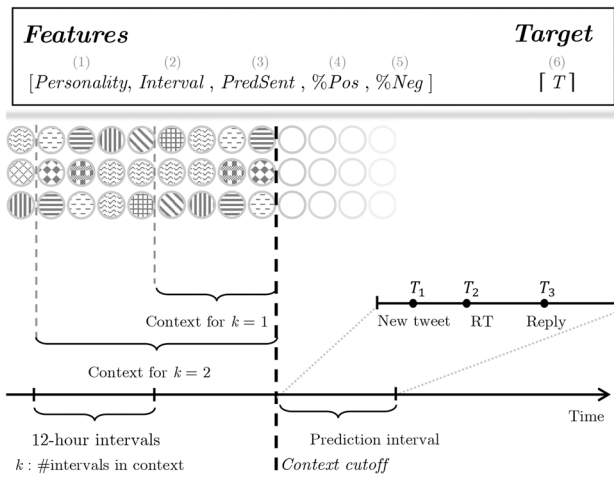 Features Target
(1) (2) (3) (4) (5) (6)
[Personality, Interval , PredSent , %Pos , %Neg ] ⌈ T⌉
T1 T2 T3
New tweet RT Reply
Context for k = 1
Context for k = 2
Time
12-hour intervals Prediction interval
k : #intervals in context Context cutoff